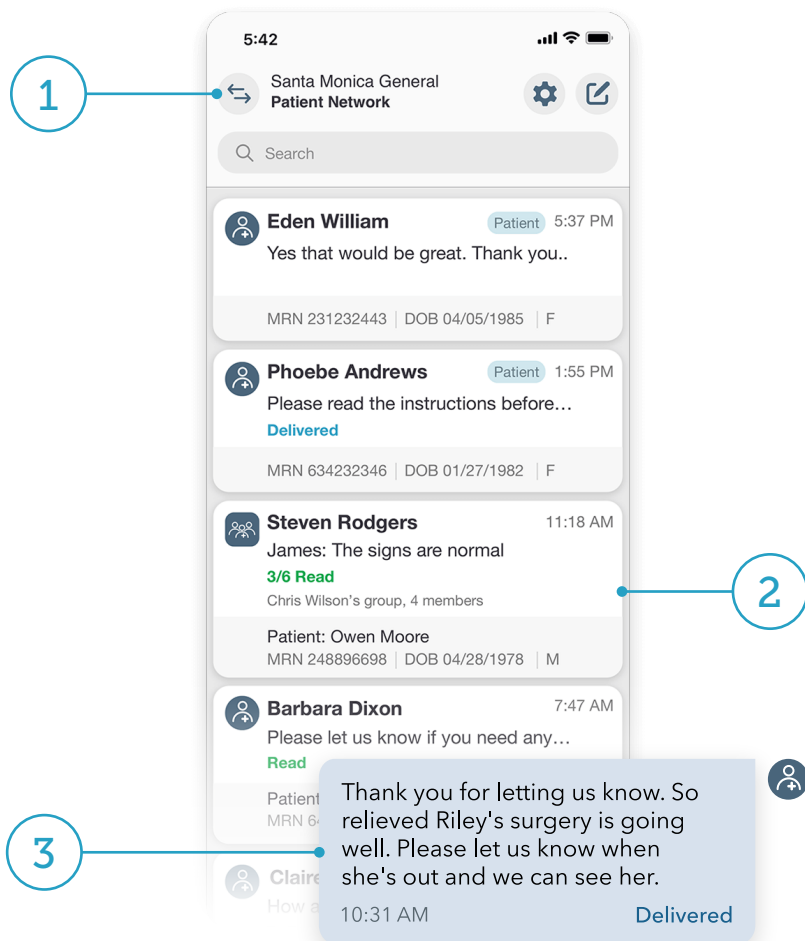 5:42
1
Santa Monica General
Patient Network
Search
Eden William Patient 5:37 PM
Yes that would be great. Thank you..
MRN 231232443 | DOB 04/05/1985 | F
Phoebe Andrews Patient 1:55 PM
Please read the instructions before...
Delivered
MRN 634232346 | DOB 01/27/1982 | F
Steven Rodgers 11:18 AM
James: The signs are normal
3/6 Read
Chris Wilson's group, 4 members
2
Patient: Owen Moore
MRN 248896698 | DOB 04/28/1978 | M
Barbara Dixon 7:47 AM
Please let us know if you need any...
Read
Patient
MRN 6
Thank you for letting us know. So
relieved Riley's surgery is going
well. Please let us know when
she's out and we can see her.
10:31 AM Delivered
3
Claire
How a